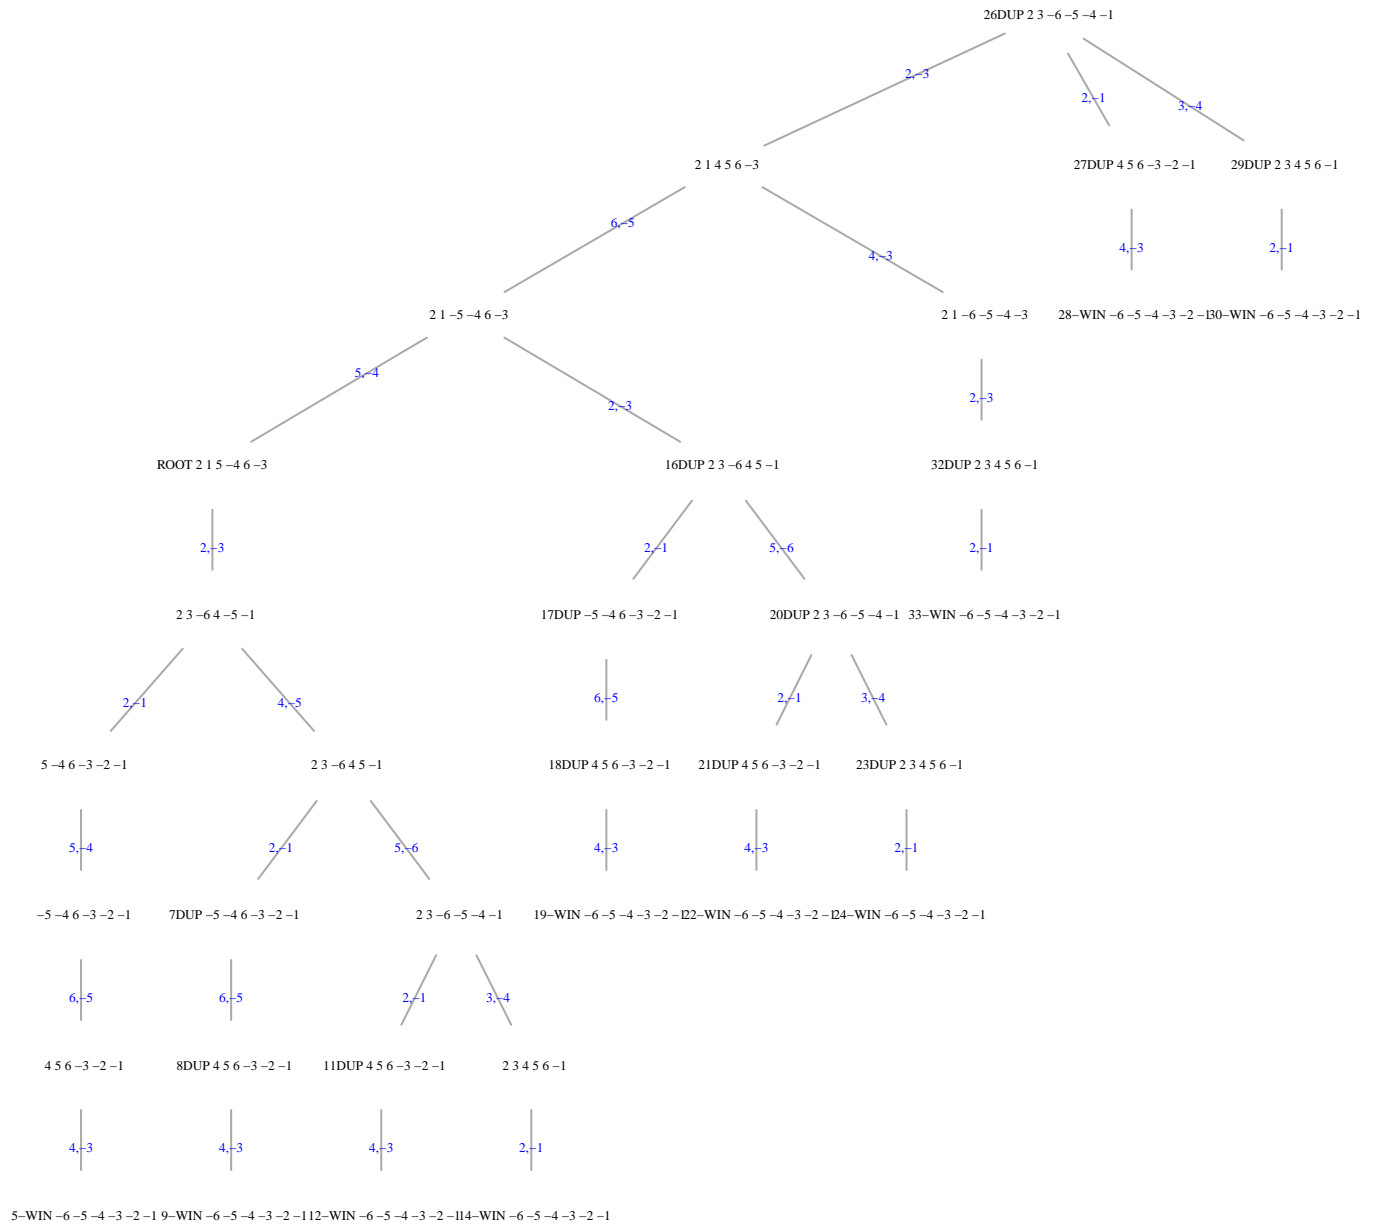 26DUP 2 3 −6 −5 −4 −1
2,−3
2,−1
3,−4
2 1 4 5 6 −3
27DUP 4 5 6 −3 −2 −1
29DUP 2 3 4 5 6 −1
6,−5
4,−3
4,−3
2,−1
2 1 −5 −4 6 −3
2 1 −6 −5 −4 −3
28−WIN −6 −5 −4 −3 −2 −1
30−WIN −6 −5 −4 −3 −2 −1
5,−4
2,−3
2,−3
ROOT 2 1 5 −4 6 −3
16DUP 2 3 −6 4 5 −1
32DUP 2 3 4 5 6 −1
2,−3
2,−1
5,−6
2,−1
2 3 −6 4 −5 −1
17DUP −5 −4 6 −3 −2 −1
20DUP 2 3 −6 −5 −4 −1
33−WIN −6 −5 −4 −3 −2 −1
2,−1
4,−5
6,−5
2,−1
3,−4
5 −4 6 −3 −2 −1
2 3 −6 4 5 −1
18DUP 4 5 6 −3 −2 −1
21DUP 4 5 6 −3 −2 −1
23DUP 2 3 4 5 6 −1
5,−4
2,−1
5,−6
4,−3
4,−3
2,−1
−5 −4 6 −3 −2 −1
7DUP −5 −4 6 −3 −2 −1
2 3 −6 −5 −4 −1
19−WIN −6 −5 −4 −3 −2 −1
22−WIN −6 −5 −4 −3 −2 −1
24−WIN −6 −5 −4 −3 −2 −1
6,−5
6,−5
2,−1
3,−4
4 5 6 −3 −2 −1
8DUP 4 5 6 −3 −2 −1
11DUP 4 5 6 −3 −2 −1
2 3 4 5 6 −1
4,−3
4,−3
4,−3
2,−1
5−WIN −6 −5 −4 −3 −2 −1
9−WIN −6 −5 −4 −3 −2 −1
12−WIN −6 −5 −4 −3 −2 −1
14−WIN −6 −5 −4 −3 −2 −1